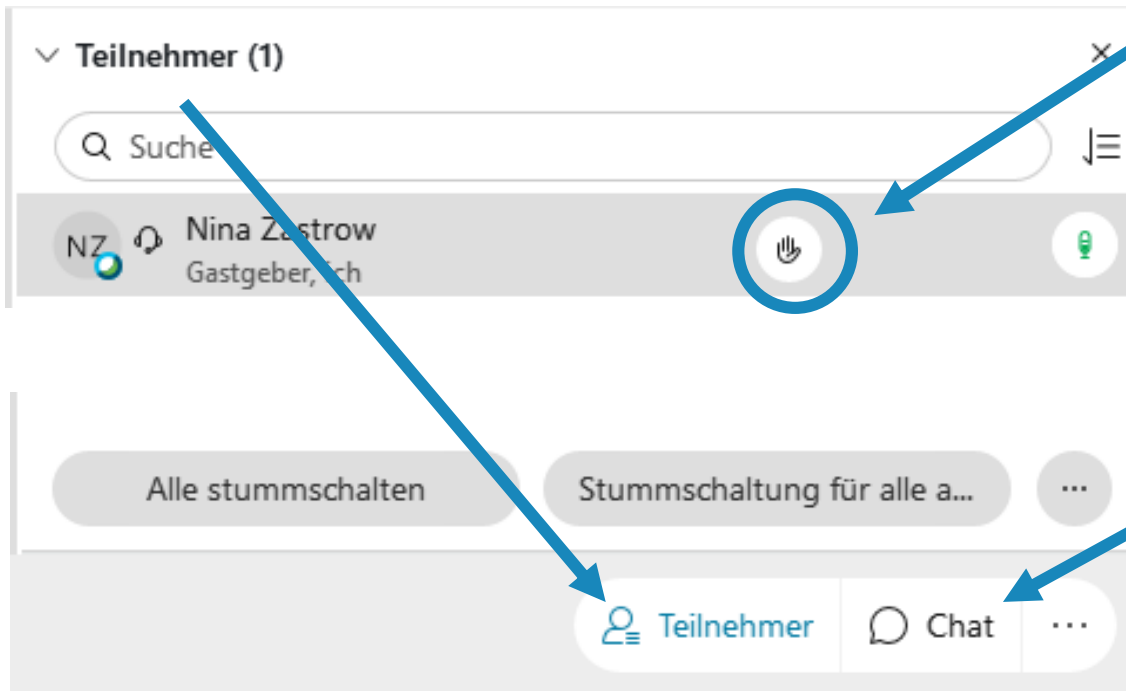 Teilnehmer (1)
Suche
NZ
Nina Zastrow
Gastgeber, ich
Alle stummschalten
Stummschaltung für alle a...
Teilnehmer
Chat